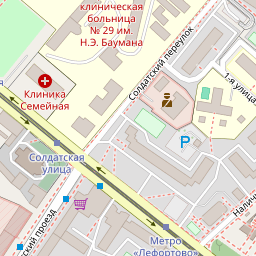 клиническая
больница
№ 29 им.
Н.Э. Баумана
Солдатский переулок
1-я улица
Клиника
Семейная
Солдатская
улица
P
Налич
ский проезд
Метро
«Лефортово»